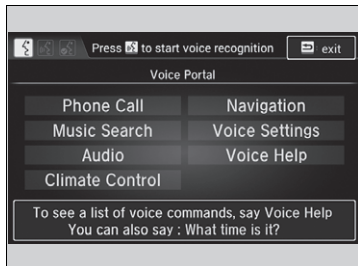 Press to start voice recognition
exit
Voice Portal
Phone Call
Navigation
Music Search
Voice Settings
Audio
Voice Help
Climate Control
To see a list of voice commands, say Voice Help
You can also say : What time is it?